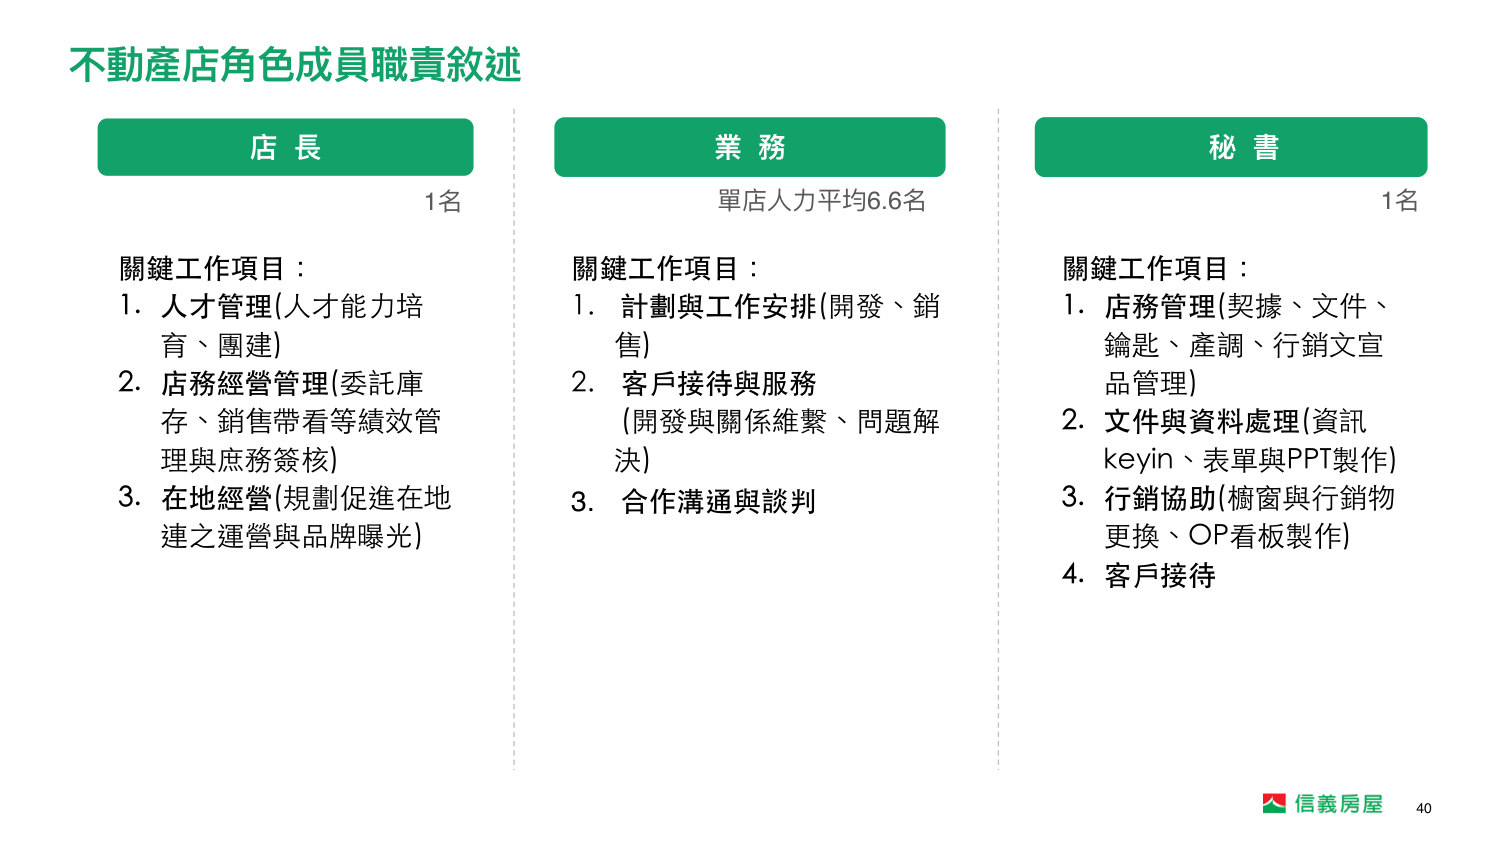 不動產店角色成員職責敘述
店 長
1名
關鍵工作項目：
1. 人才管理(人才能力培
育、團建)
2. 店務經營管理(委託庫
存、銷售帶看等績效管
理與庶務簽核)
3. 在地經營(規劃促進在地
連之運營與品牌曝光)
業 務
單店人力平均6.6名
關鍵工作項目：
1. 計劃與工作安排(開發、銷
售)
2. 客戶接待與服務
(開發與關係維繫、問題解
決)
3. 合作溝通與談判
秘 書
1名
關鍵工作項目：
1. 店務管理(契據、文件、
鑰匙、產調、行銷文宣
品管理)
2. 文件與資料處理(資訊
keyin、表單與PPT製作)
3. 行銷協助(櫥窗與行銷物
更換、OP看板製作)
4. 客戶接待
信義房屋
40